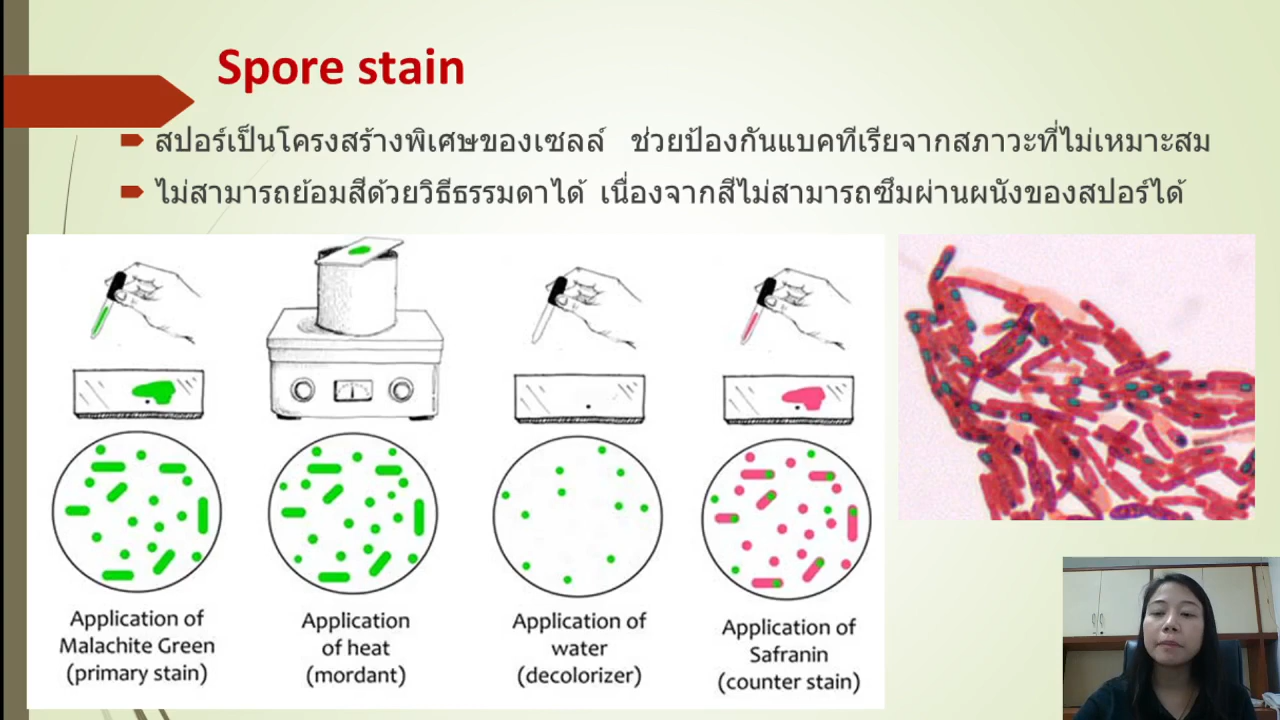 Spore stain
สปอร์เป็นโครงสร้างพิเศษของเซลล์ ช่วยป้องกันแบคทีเรียจากสภาวะที่ไม่เหมาะสม
ไม่สามารถย้อมสีด้วยวิธีธรรมดาได้ เนื่องจากสีไม่สามารถซึมผ่านผนังของสปอร์ได้
Application of
Malachite Green
(primary stain)
Application
of heat
(mordant)
Application of
water
(decolorizer)
Application of
Safranin
(counter stain)